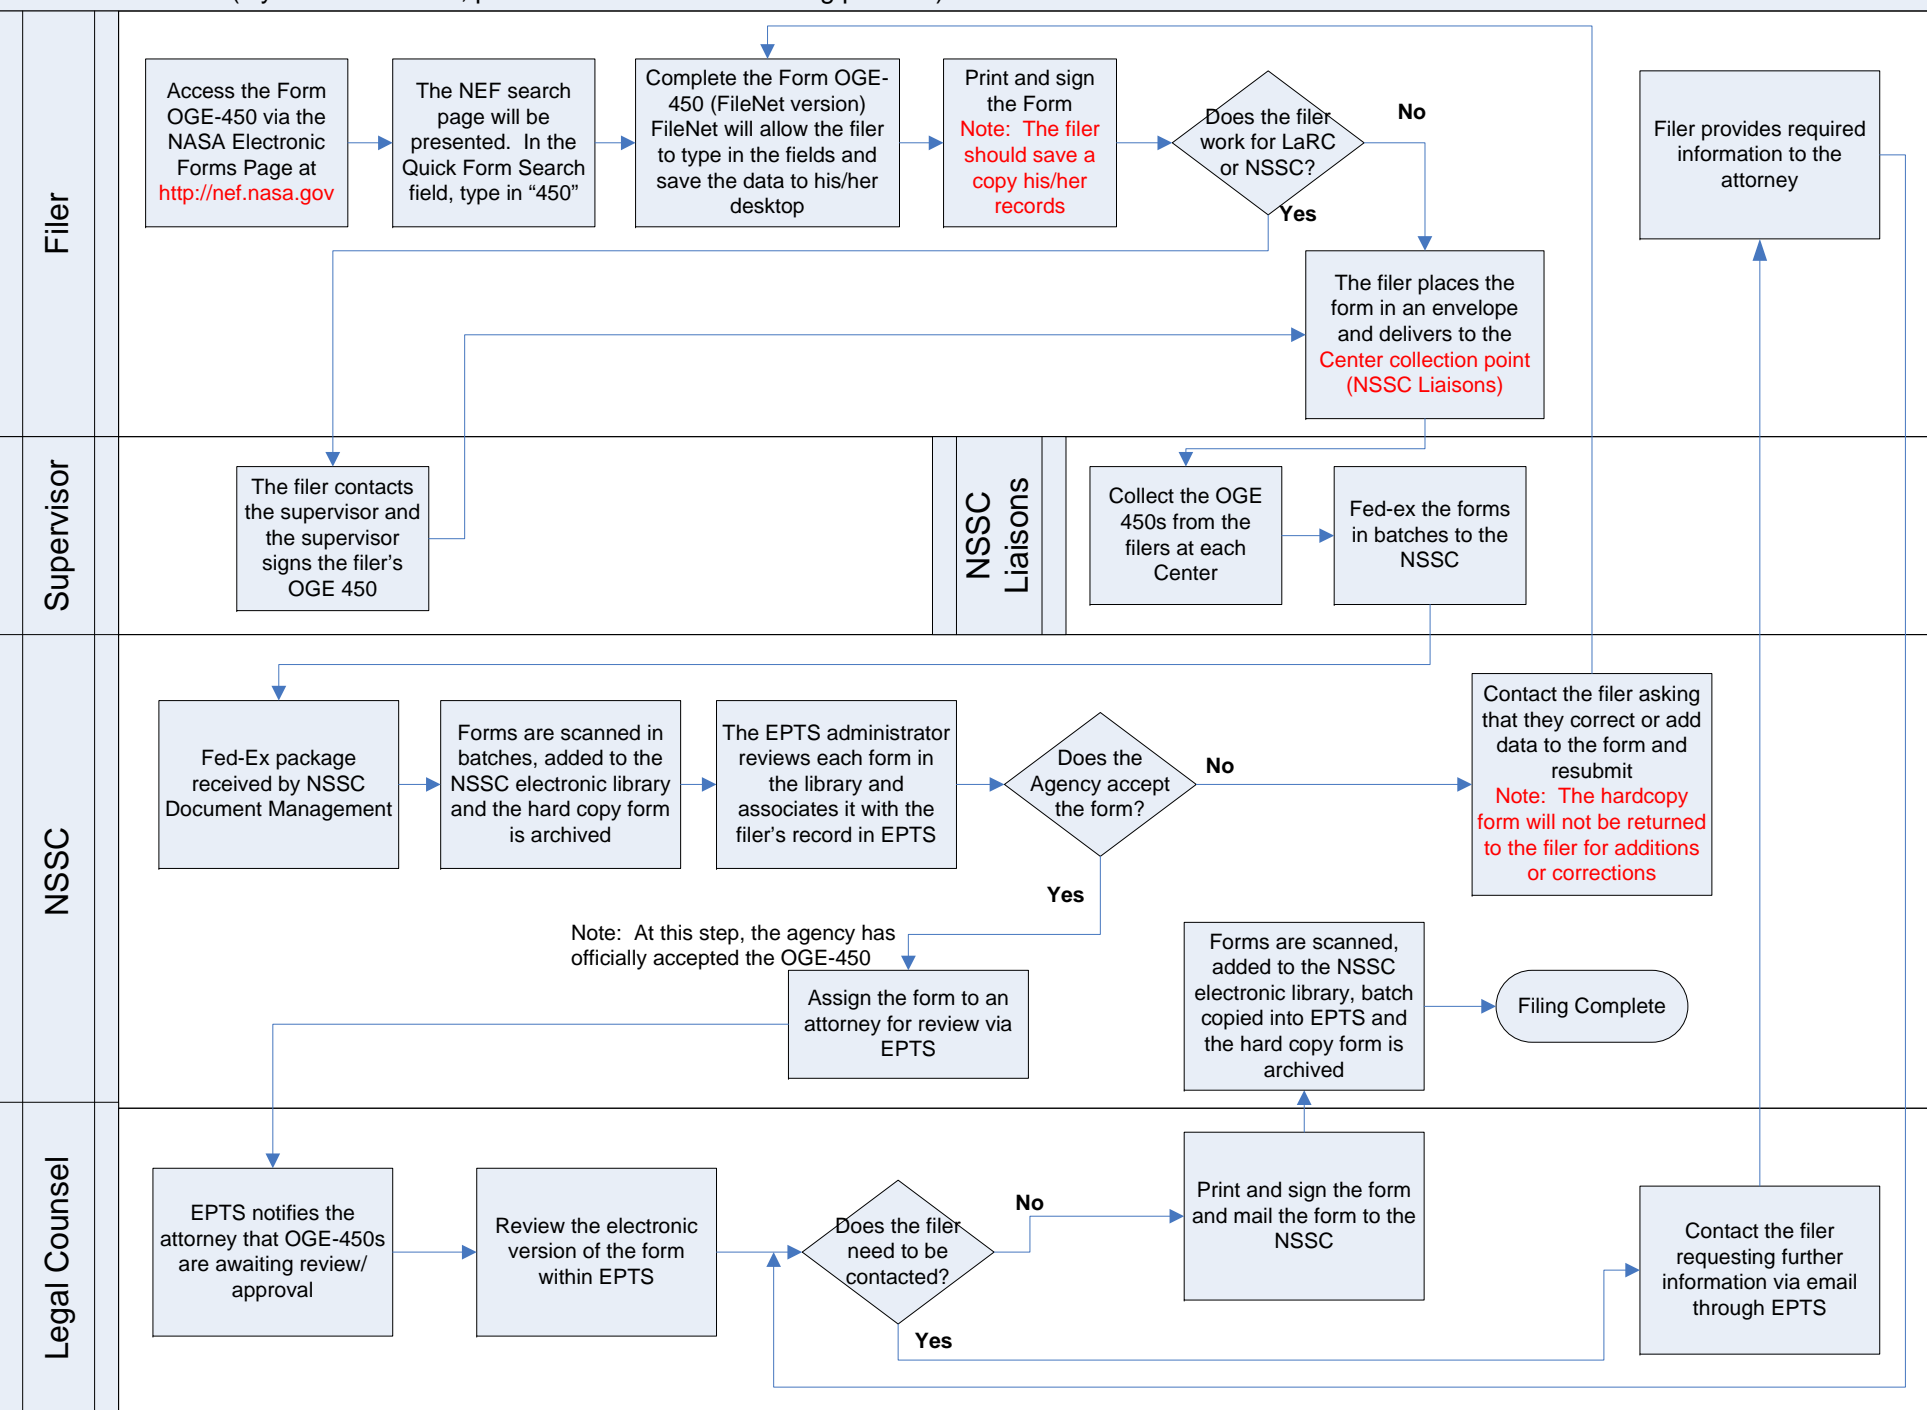 Filer
Access the Form
OGE-450 via the
NASA Electronic
Forms Page at
http://nef.nasa.gov
The NEF search
page will be
presented.  In the
Quick Form Search
field, type in “450”
Complete the Form OGE-
450 (FileNet version)
FileNet will allow the filer
to type in the fields and
save the data to his/her
desktop
Print and sign
the Form
Note:  The filer
should save a
copy his/her
records
Does the filer
work for LaRC
or NSSC?
No
Yes
Filer provides required
information to the
attorney
The filer places the
form in an envelope
and delivers to the
Center collection point
(NSSC Liaisons)
Supervisor
The filer contacts
the supervisor and
the supervisor
signs the filer’s
OGE 450
NSSC
Liaisons
Collect the OGE
450s from the
filers at each
Center
Fed-ex the forms
in batches to the
NSSC
NSSC
Fed-Ex package
received by NSSC
Document Management
Forms are scanned in
batches, added to the
NSSC electronic library
and the hard copy form
is archived
The EPTS administrator
reviews each form in
the library and
associates it with the
filer’s record in EPTS
Does the
Agency accept
the form?
No
Yes
Contact the filer asking
that they correct or add
data to the form and
resubmit
Note:  The hardcopy
form will not be returned
to the filer for additions
or corrections
Note:  At this step, the agency has
officially accepted the OGE-450
Assign the form to an
attorney for review via
EPTS
Forms are scanned,
added to the NSSC
electronic library, batch
copied into EPTS and
the hard copy form is
archived
Filing Complete
Legal Counsel
EPTS notifies the
attorney that OGE-450s
are awaiting review/
approval
Review the electronic
version of the form
within EPTS
Does the filer
need to be
contacted?
No
Yes
Print and sign the form
and mail the form to the
NSSC
Contact the filer
requesting further
information via email
through EPTS